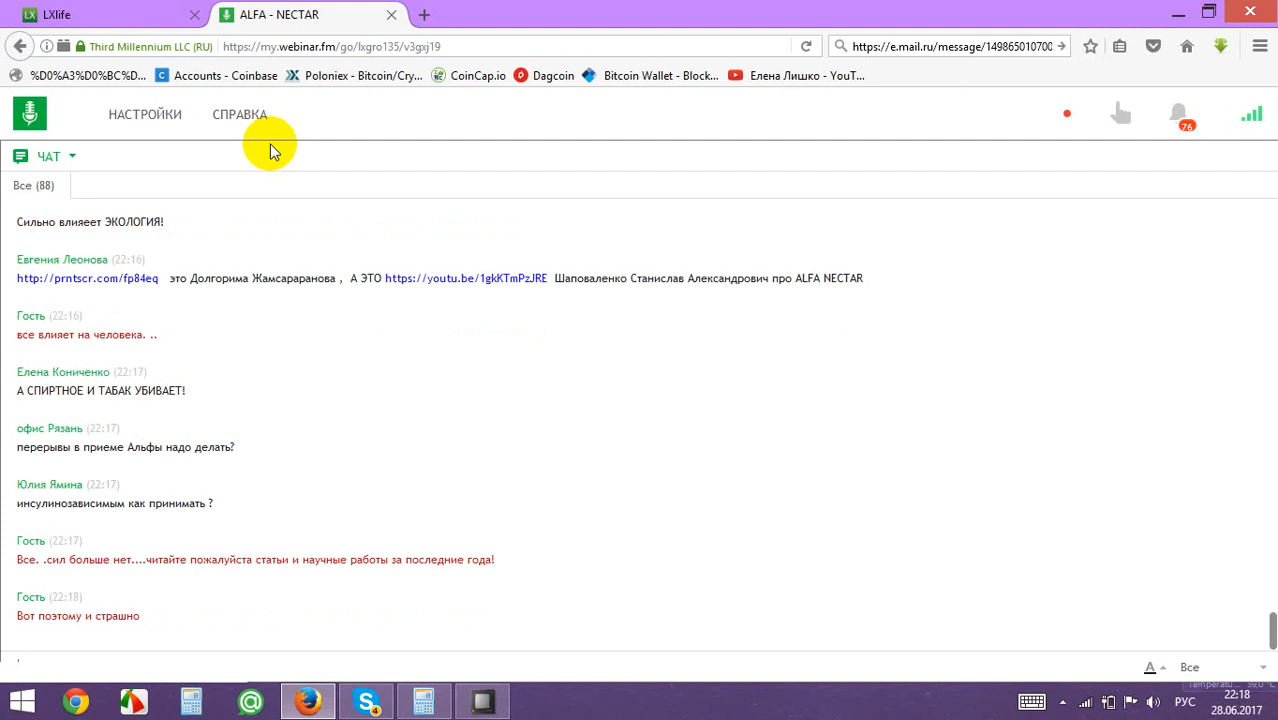 LXlife
ALFA - NECTAR
Third Millennium LLC (RU)
https://my.webinar.fm/go/lxgro135/v3gxj19
https://e.mail.ru/message/149865010700
%D0%A3%D0%BC%D...
Accounts - Coinbase
Poloniex - Bitcoin/Cry...
CoinCap.io
Dagcoin
Bitcoin Wallet - Block...
Елена Лишко - YouT...
НАСТРОЙКИ
СПРАВКА
76
ЧАТ
Все (88)
Сильно влияеет ЭКОЛОГИЯ!
Евгения Леонова (22:16)
http://prntscr.com/fp84eq это Долгорима Жамсараранова , А ЭТО https://youtu.be/1gkKTmPzJRE Шаповаленко Станислав Александрович про ALFA NECTAR
Гость (22:16)
все влияет на человека. ..
Елена Кониченко (22:17)
А СПИРТНОЕ И ТАБАК УБИВАЕТ!
офис Рязань (22:17)
перерывы в приеме Альфы надо делать?
Юлия Ямина (22:17)
инсулинозависимым как принимать ?
Гость (22:17)
Все. .сил больше нет....читайте пожалуйста статьи и научные работы за последние года!
Гость (22:18)
Вот поэтому и страшно
А
Все
4
РУС
22:18
28.06.2017